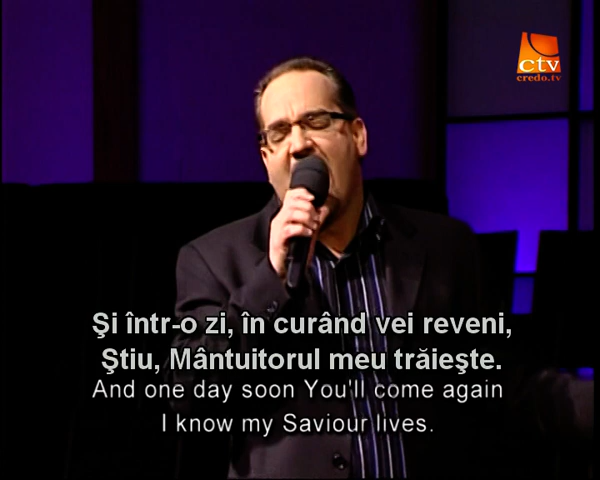 ctv
credo.tv
Şi într-o zi, în curând vei reveni,
Ştiu, Mântuitorul meu trăieşte.
And one day soon You'll come again
I know my Saviour lives.